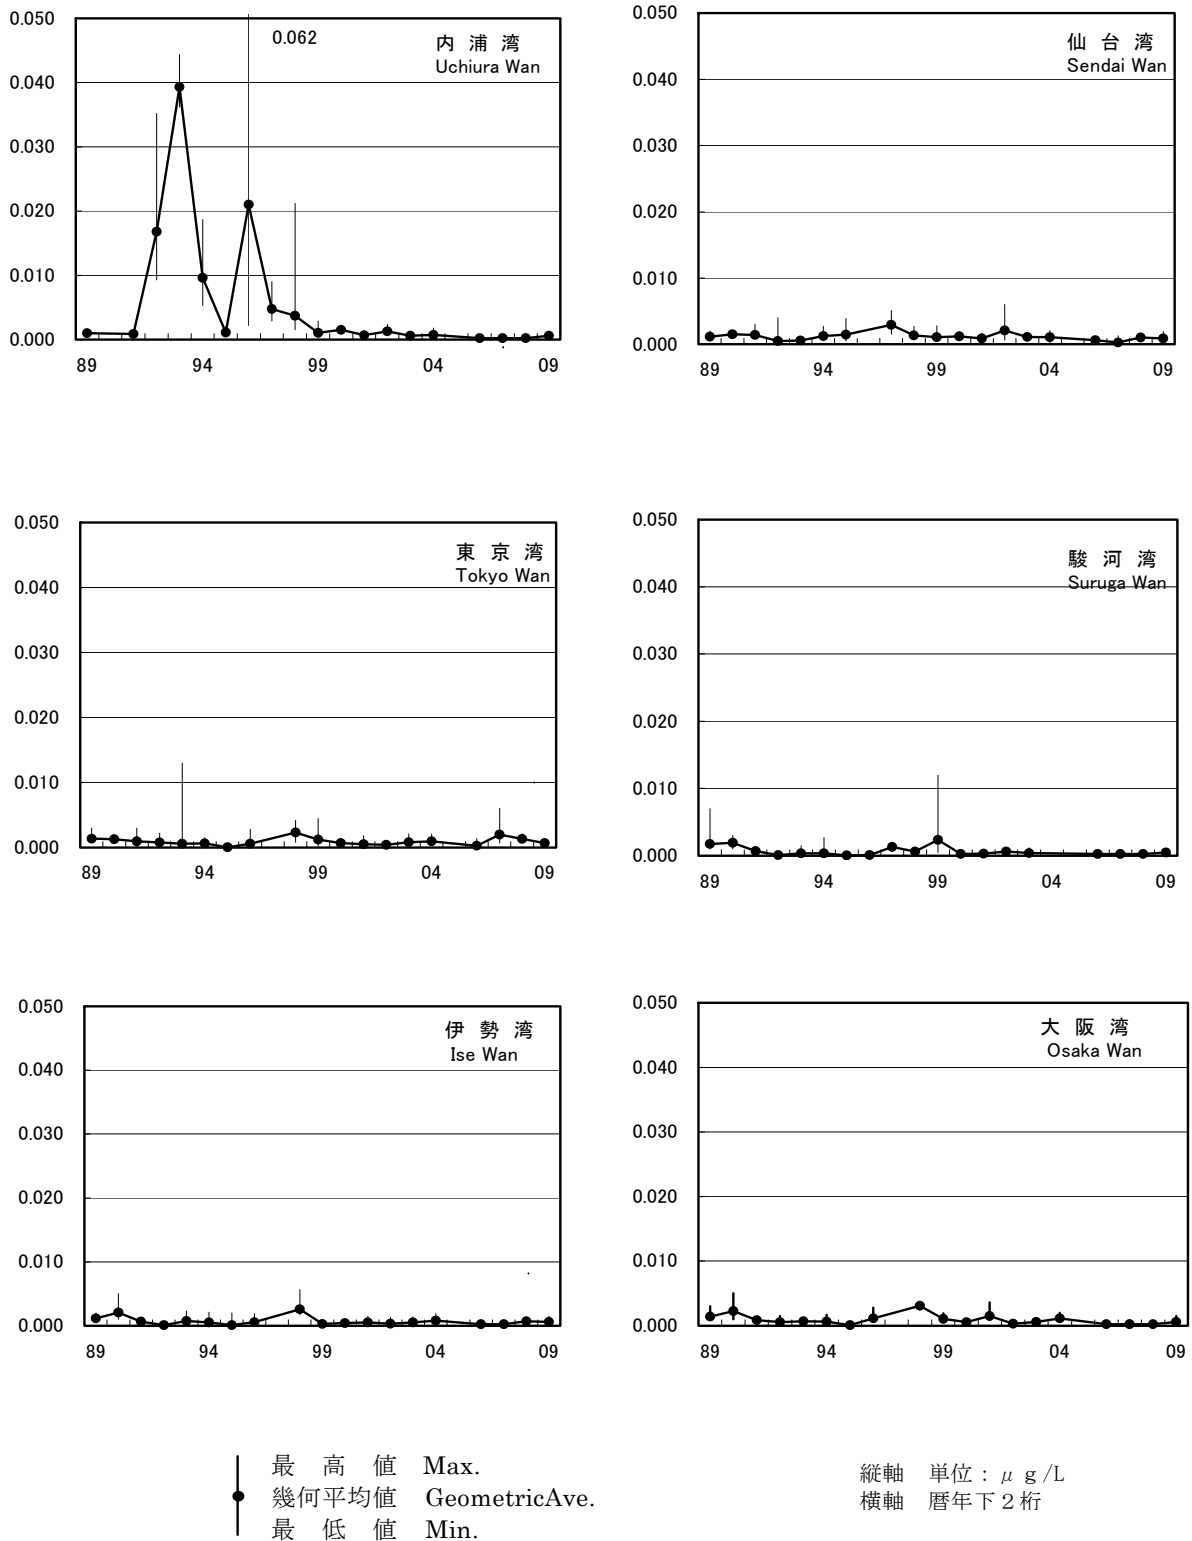 0.050
0.062
内 浦 湾
Uchiura Wan
0.040
0.030
0.020
0.010
0.000
89 94 99 04 09
0.050
仙 台 湾
Sendai Wan
0.040
0.030
0.020
0.010
0.000
89 94 99 04 09
0.050
東 京 湾
Tokyo Wan
0.040
0.030
0.020
0.010
0.000
89 94 99 04 09
0.050
駿 河 湾
Suruga Wan
0.040
0.030
0.020
0.010
0.000
89 94 99 04 09
0.050
伊 勢 湾
Ise Wan
0.040
0.030
0.020
0.010
0.000
89 94 99 04 09
0.050
大 阪 湾
Osaka Wan
0.040
0.030
0.020
0.010
0.000
89 94 99 04 09
最 高 値 Max.
幾何平均値 GeometricAve.
最 低 値 Min.
縦軸 単位：μｇ/L
横軸 暦年下２桁